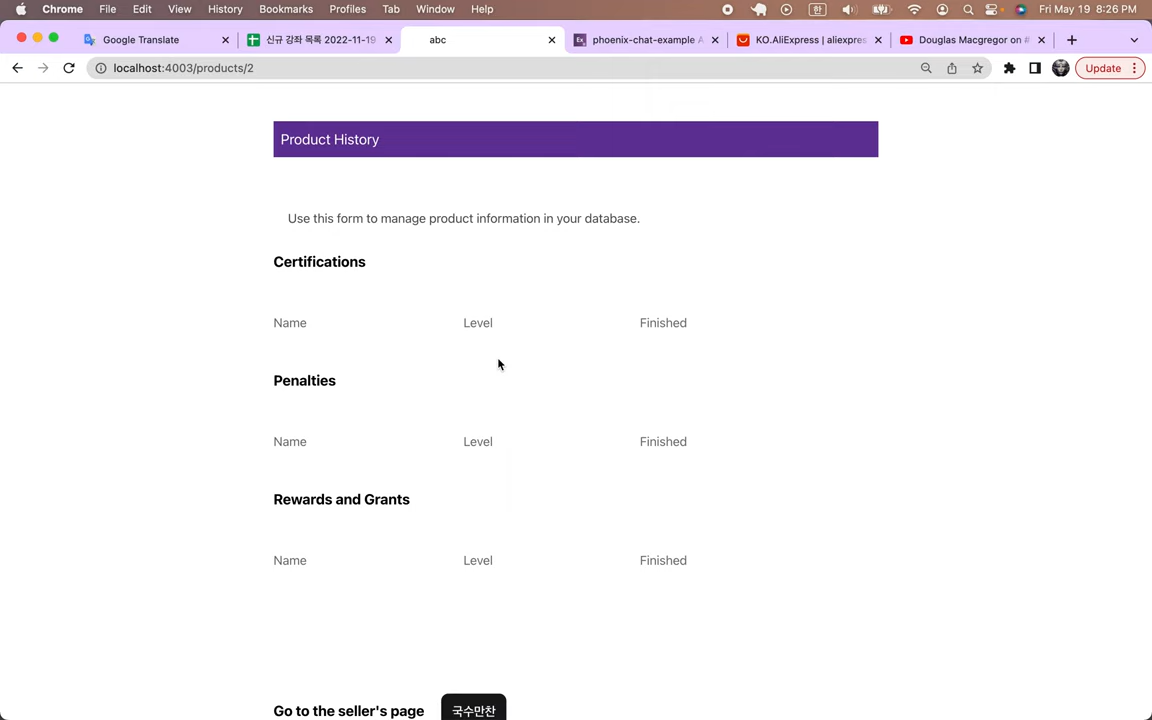 Chrome File Edit View History Bookmarks Profiles Tab Window Help 한 Fri May 19 8:26 PM
Google Translate 신규 강좌 목록 2022-11-19 abc phoenix-chat-example KO.AliExpress | aliexpres Douglas Macgregor on
localhost:4003/products/2 Update
Product History
Use this form to manage product information in your database.
Certifications
Name Level Finished
Penalties
Name Level Finished
Rewards and Grants
Name Level Finished
Go to the seller's page 국수만찬